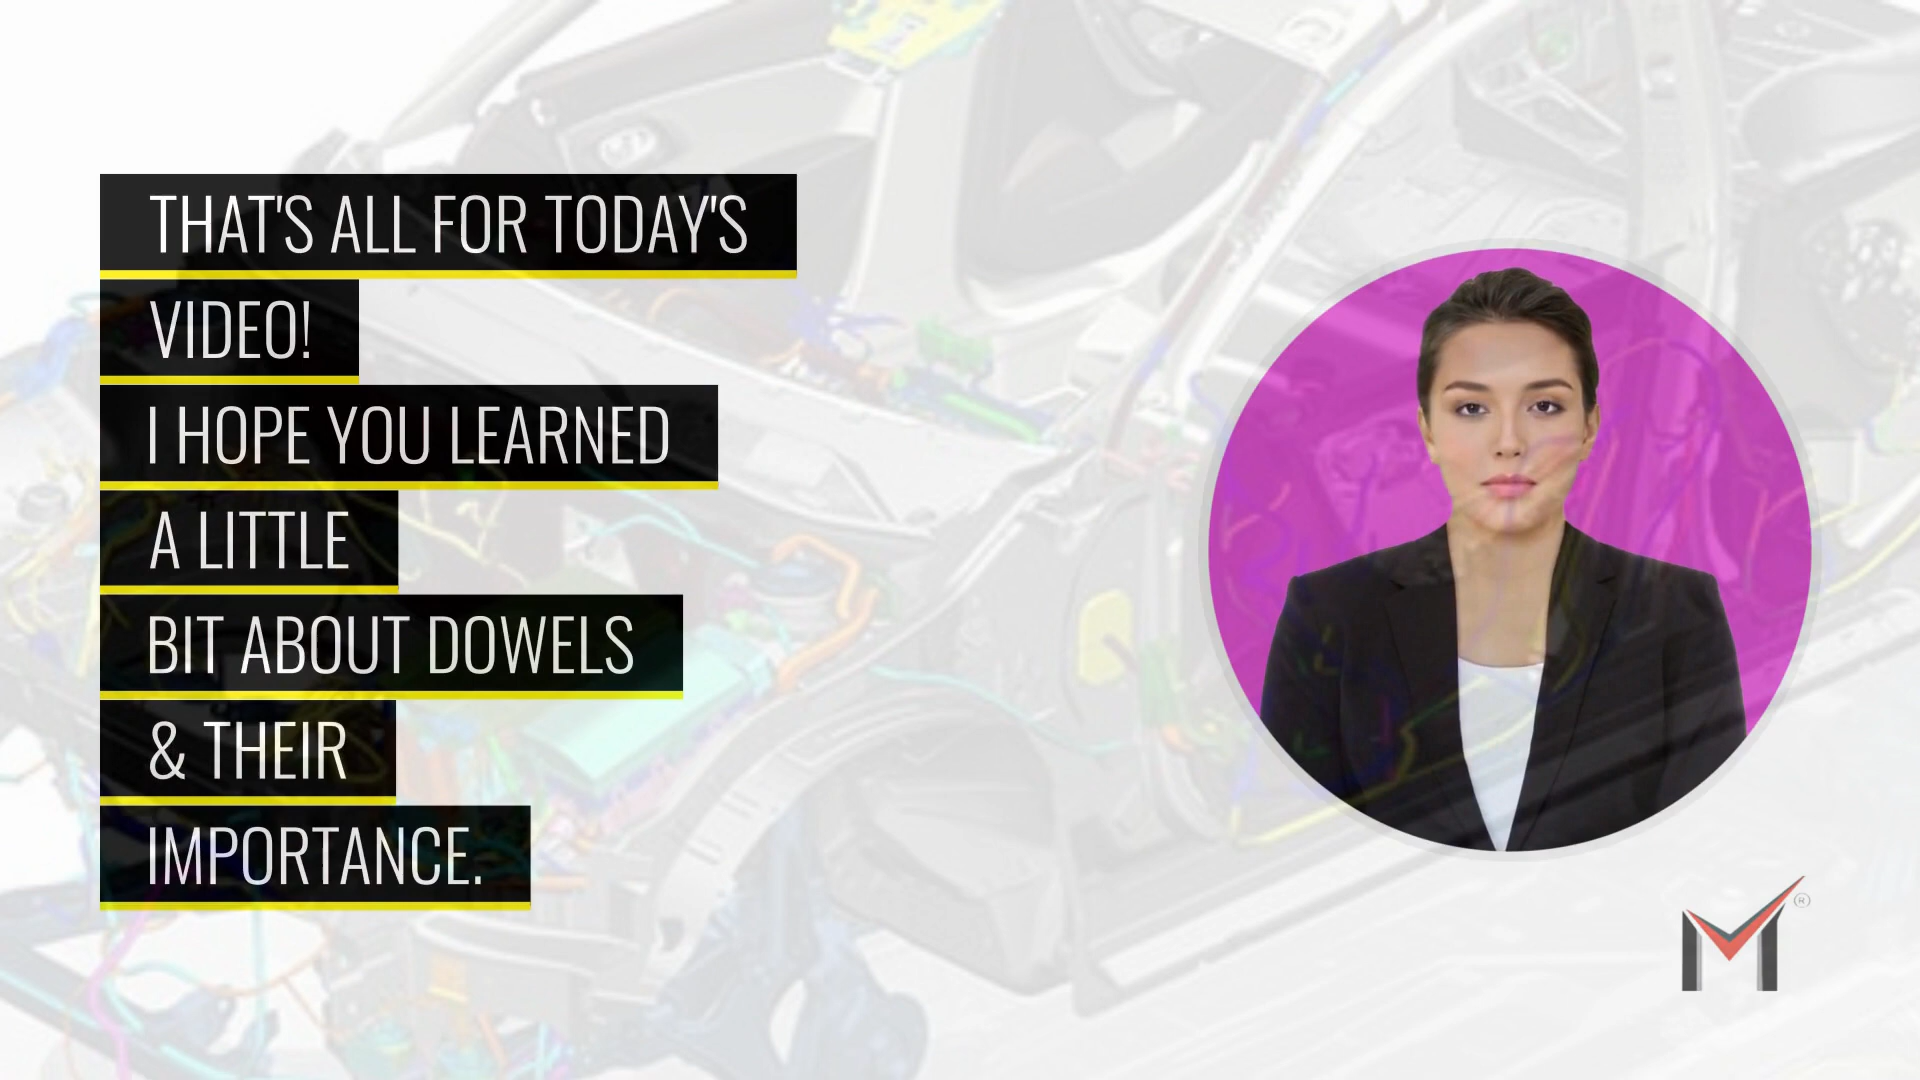 THAT'S ALL FOR TODAY'S
VIDEO!
I HOPE YOU LEARNED
A LITTLE
BIT ABOUT DOWELS
& THEIR
IMPORTANCE.
M®